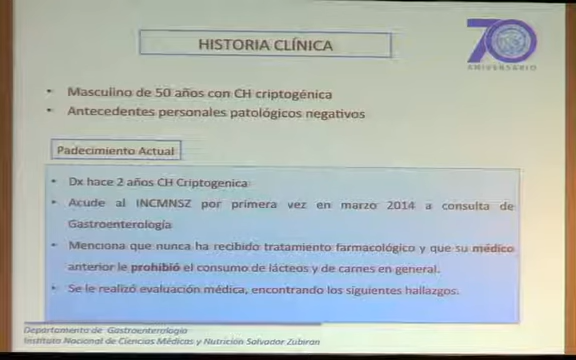 HISTORIA CLÍNICA
70
ANIVERSARIO
• Masculino de 50 años con CH criptogénica
• Antecedentes personales patológicos negativos
Padecimiento Actual
• Dx hace 2 años CH Criptogenica
• Acude al INCMNSZ por primera vez en marzo 2014 a consulta de
Gastroenterología
• Menciona que nunca ha recibido tratamiento farmacológico y que su médico
anterior le prohibió el consumo de lácteos y de carnes en general.
• Se le realizó evaluación médica, encontrando los siguientes hallazgos.
Departamento de Gastroenterología
Instituto Nacional de Ciencias Médicas y Nutrición Salvador Zubiran